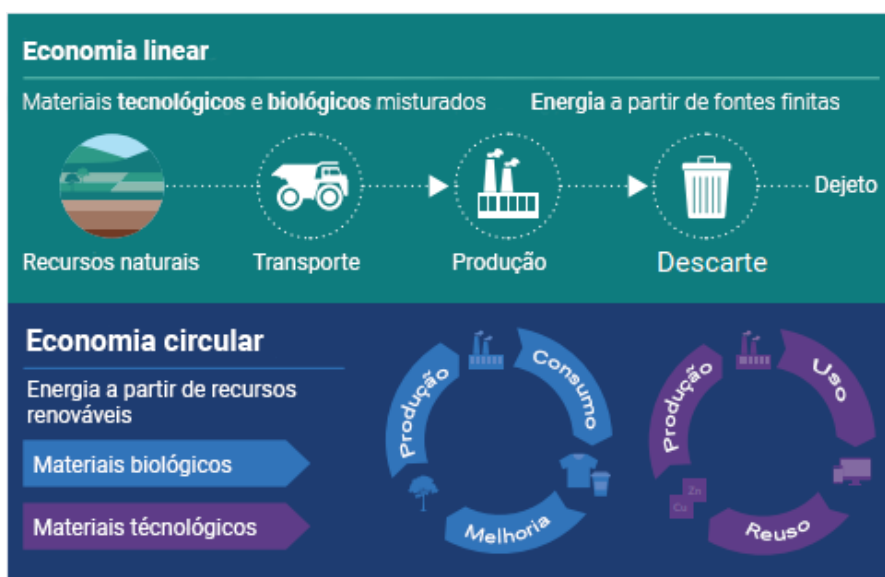 Economia linear
Materiais tecnológicos e biológicos misturados
Energia a partir de fontes finitas
Recursos naturais
Transporte
Produção
Descarte
Dejeto
Economia circular
Energia a partir de recursos
renováveis
Materiais biológicos
Materiais técnológicos
Produção
Consumo
Melhoria
Produção
Uso
Zn
Cu
Reuso